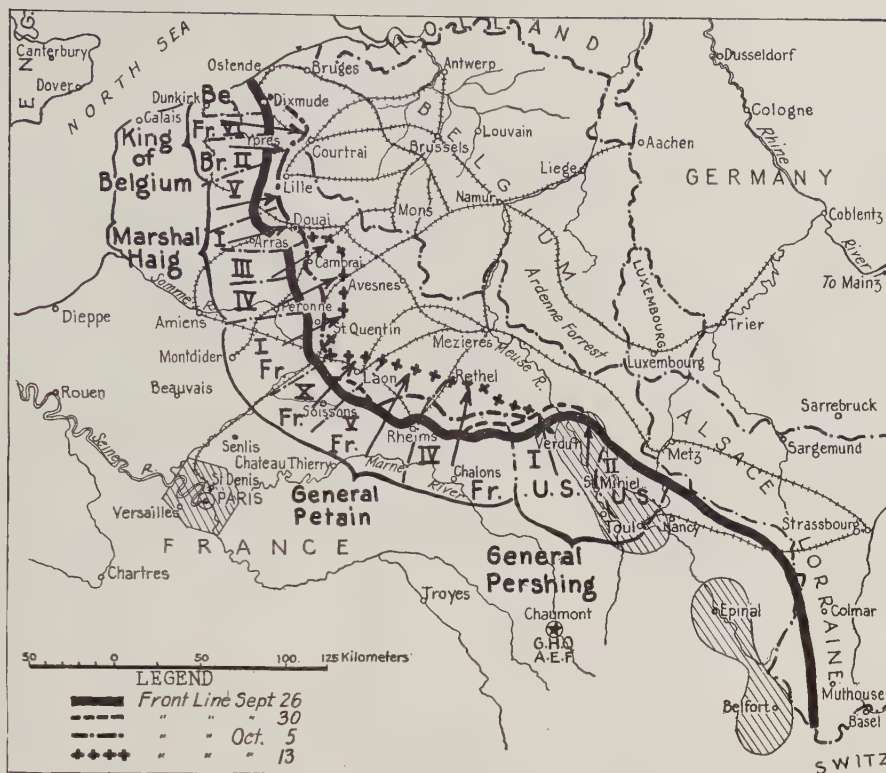 ENG.
Canterbury
Dover
NORTH SEA
HOLLAND
Ostende
Bruges
Antwerp
Dusseldorf
Dunkirk
Be
Dixmude
Calais
Fr. VI
Ypres
BELGIUM
Louvain
Cologne
Rhine
River
King
of
Belgium
Br. II
Courtrai
Brussels
Aachen
V
Lille
Liege
GERMANY
Mons
Namur
Coblentz
Douai
Marshal
Haig
I
Arras
III
Cambrai
To Mainz
IV
Avesnes
Ardenne Forrest
LUXEMBOURG
Somme R.
Dieppe
Peronne
Amiens
St Quentin
Trier
Mezieres
Meuse R.
Luxembourg
Montdider
I
Fr.
Laon
Rethel
Rouen
Beauvais
X
Fr.
Soissons
V
Fr.
Rheims
ALSACE
Sarrebruck
Sargemund
Seine R.
Senlis
Verdun
Metz
Chateau Thierry
Marne
River
IV
Fr.
Chalons
I
U.S.
II
U.S.
St Mihiel
St Denis
PARIS
Versailles
General
Petain
Toul
Nancy
Strassbourg
FRANCE
General
Pershing
LORRAINE
Chartres
Troyes
Chaumont
G.H.Q
A.E.F.
Epinal
Colmar
50 0 50 100 125 Kilometers
LEGEND
Front Line Sept 26
" " " 30
" " Oct. 5
" " " 13
Belfort
Muthouse
Basel
SWITZ